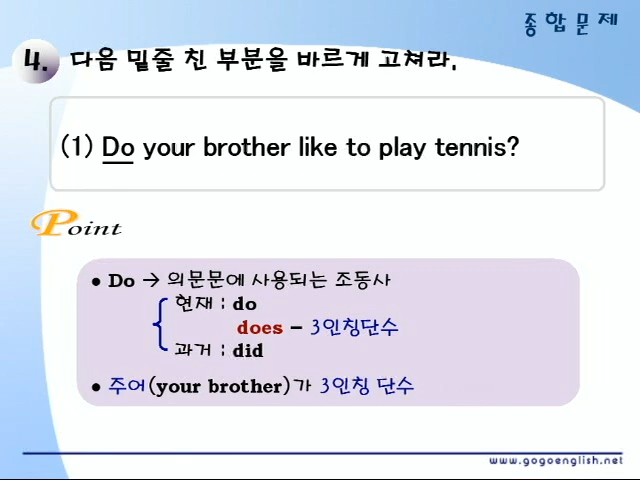 종합문제
4. 다음 밑줄 친 부분을 바르게 고쳐라.
(1) Do your brother like to play tennis?
Point
● Do → 의문문에 사용되는 조동사
현재 : do
does – 3인칭단수
과거 : did
● 주어(your brother)가 3인칭 단수
www.gogoenglish.net